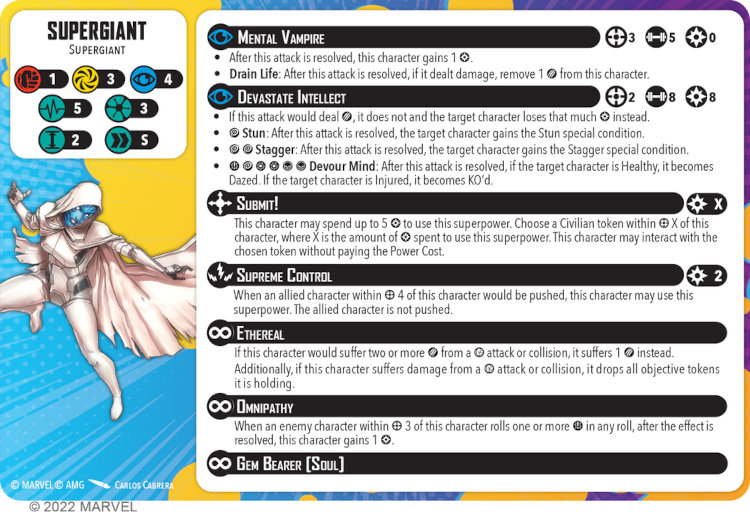 SUPERGIANT
SUPERGIANT
1 3 4
5 3
2 S
MENTAL VAMPIRE 3 5 0
• After this attack is resolved, this character gains 1 .
• Drain Life: After this attack is resolved, if it dealt damage, remove 1 from this character.
DEVASTATE INTELLECT 2 8 8
• If this attack would deal , it does not and the target character loses that much instead.
• Stun: After this attack is resolved, the target character gains the Stun special condition.
• Stagger: After this attack is resolved, the target character gains the Stagger special condition.
• Devour Mind: After this attack is resolved, if the target character is Healthy, it becomes
Dazed. If the target character is Injured, it becomes KO'd.
SUBMIT! X
This character may spend up to 5 to use this superpower. Choose a Civilian token within X of this
character, where X is the amount of spent to use this superpower. This character may interact with the
chosen token without paying the Power Cost.
SUPREME CONTROL 2
When an allied character within 4 of this character would be pushed, this character may use this
superpower. The allied character is not pushed.
ETHEREAL
If this character would suffer two or more from a attack or collision, it suffers 1 instead.
Additionally, if this character suffers damage from a attack or collision, it drops all objective tokens
it is holding.
OMNIPATHY
When an enemy character within 3 of this character rolls one or more in any roll, after the effect is
resolved, this character gains 1 .
GEM BEARER [SOUL]
© MARVEL © AMG CARLOS CABRERA
© 2022 MARVEL